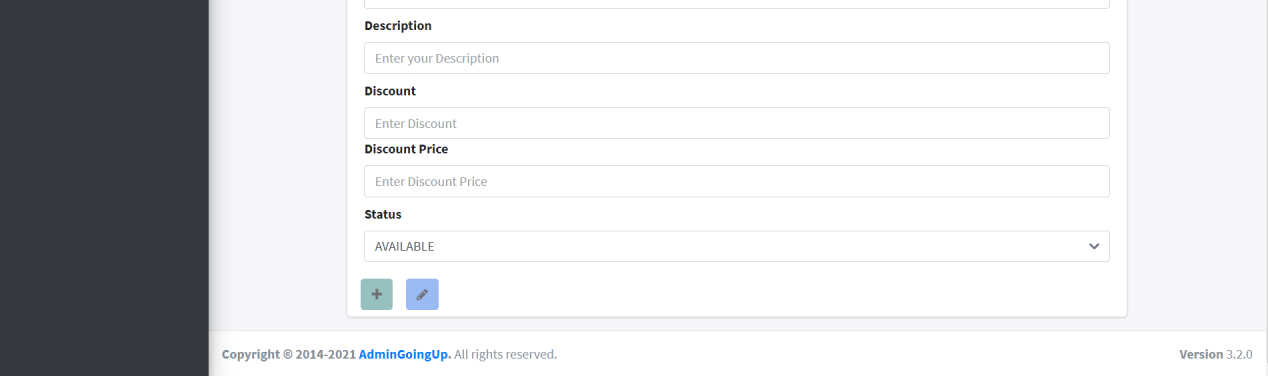 Description
Enter your Description
Discount
Enter Discount
Discount Price
Enter Discount Price
Status
AVAILABLE
Copyright © 2014-2021 AdminGoingUp. All rights reserved.
Version 3.2.0